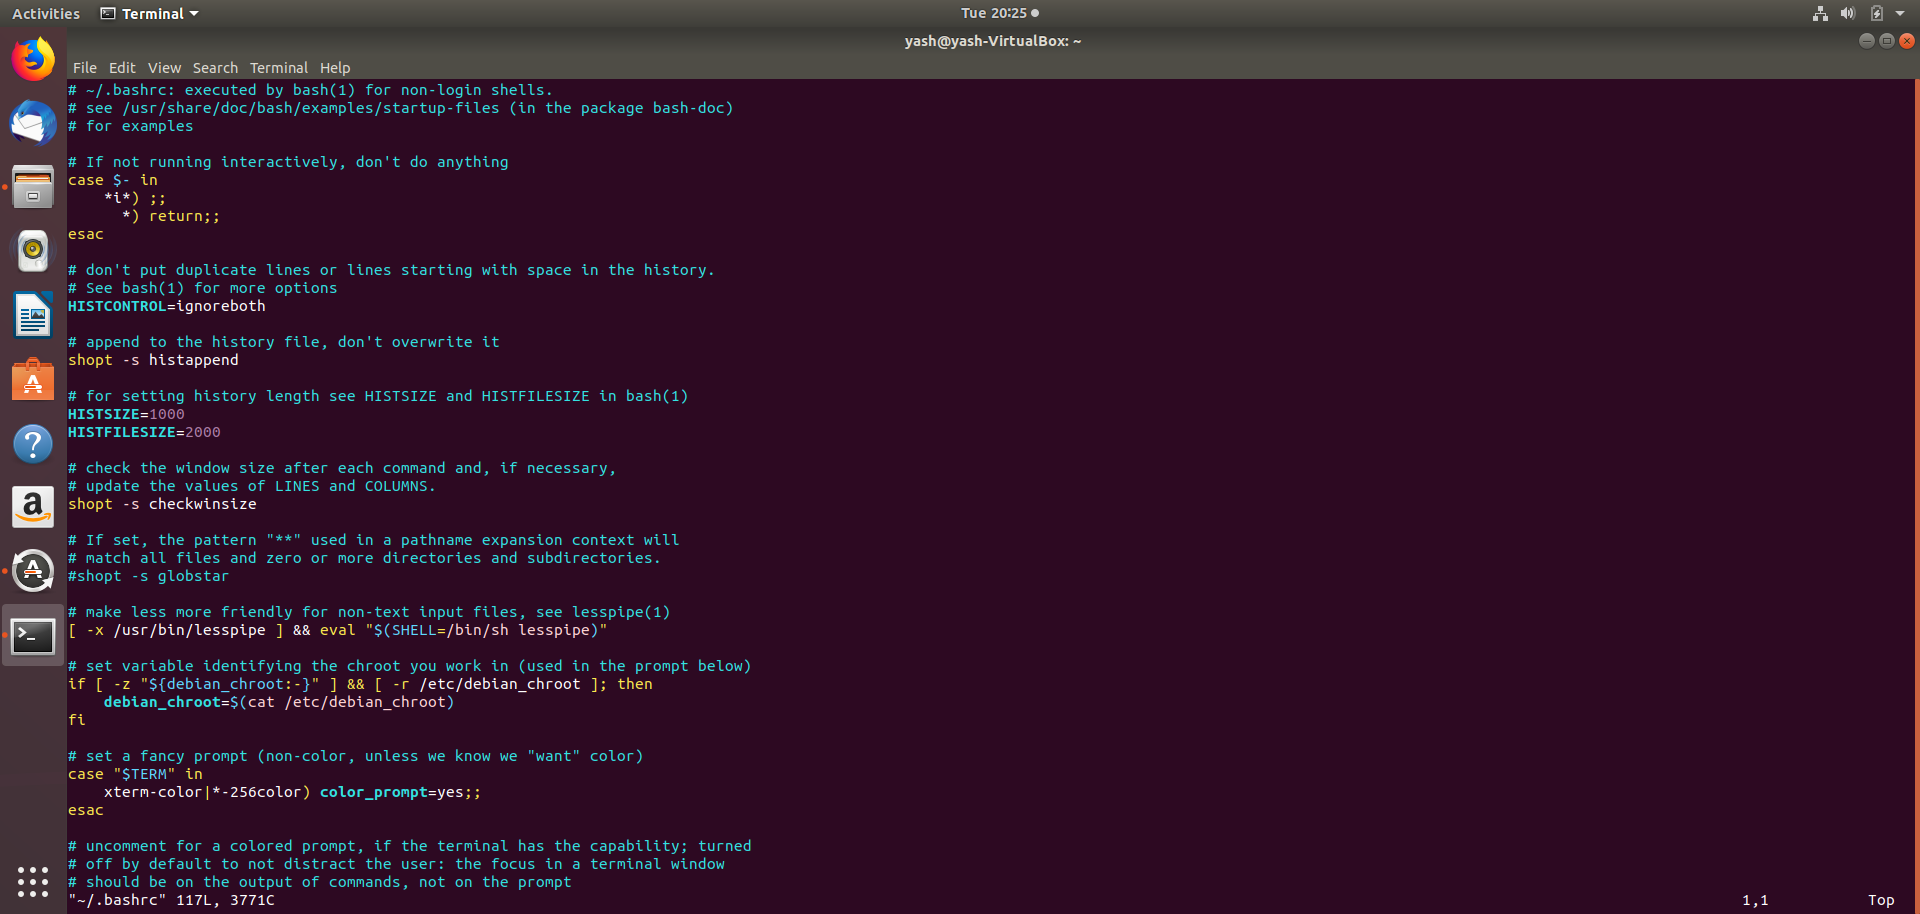 Activities Terminal Tue 20:25
yash@yash-VirtualBox: ~
File Edit View Search Terminal Help
# ~/.bashrc: executed by bash(1) for non-login shells.
# see /usr/share/doc/bash/examples/startup-files (in the package bash-doc)
# for examples

# If not running interactively, don't do anything
case $- in
    *i*) ;;
      *) return;;
esac

# don't put duplicate lines or lines starting with space in the history.
# See bash(1) for more options
HISTCONTROL=ignoreboth

# append to the history file, don't overwrite it
shopt -s histappend

# for setting history length see HISTSIZE and HISTFILESIZE in bash(1)
HISTSIZE=1000
HISTFILESIZE=2000

# check the window size after each command and, if necessary,
# update the values of LINES and COLUMNS.
shopt -s checkwinsize

# If set, the pattern "**" used in a pathname expansion context will
# match all files and zero or more directories and subdirectories.
#shopt -s globstar

# make less more friendly for non-text input files, see lesspipe(1)
[ -x /usr/bin/lesspipe ] && eval "$(SHELL=/bin/sh lesspipe)"

# set variable identifying the chroot you work in (used in the prompt below)
if [ -z "${debian_chroot:-}" ] && [ -r /etc/debian_chroot ]; then
    debian_chroot=$(cat /etc/debian_chroot)
fi

# set a fancy prompt (non-color, unless we know we "want" color)
case "$TERM" in
    xterm-color|*-256color) color_prompt=yes;;
esac

# uncomment for a colored prompt, if the terminal has the capability; turned
# off by default to not distract the user: the focus in a terminal window
# should be on the output of commands, not on the prompt
"~/.bashrc" 117L, 3771C 1,1 Top